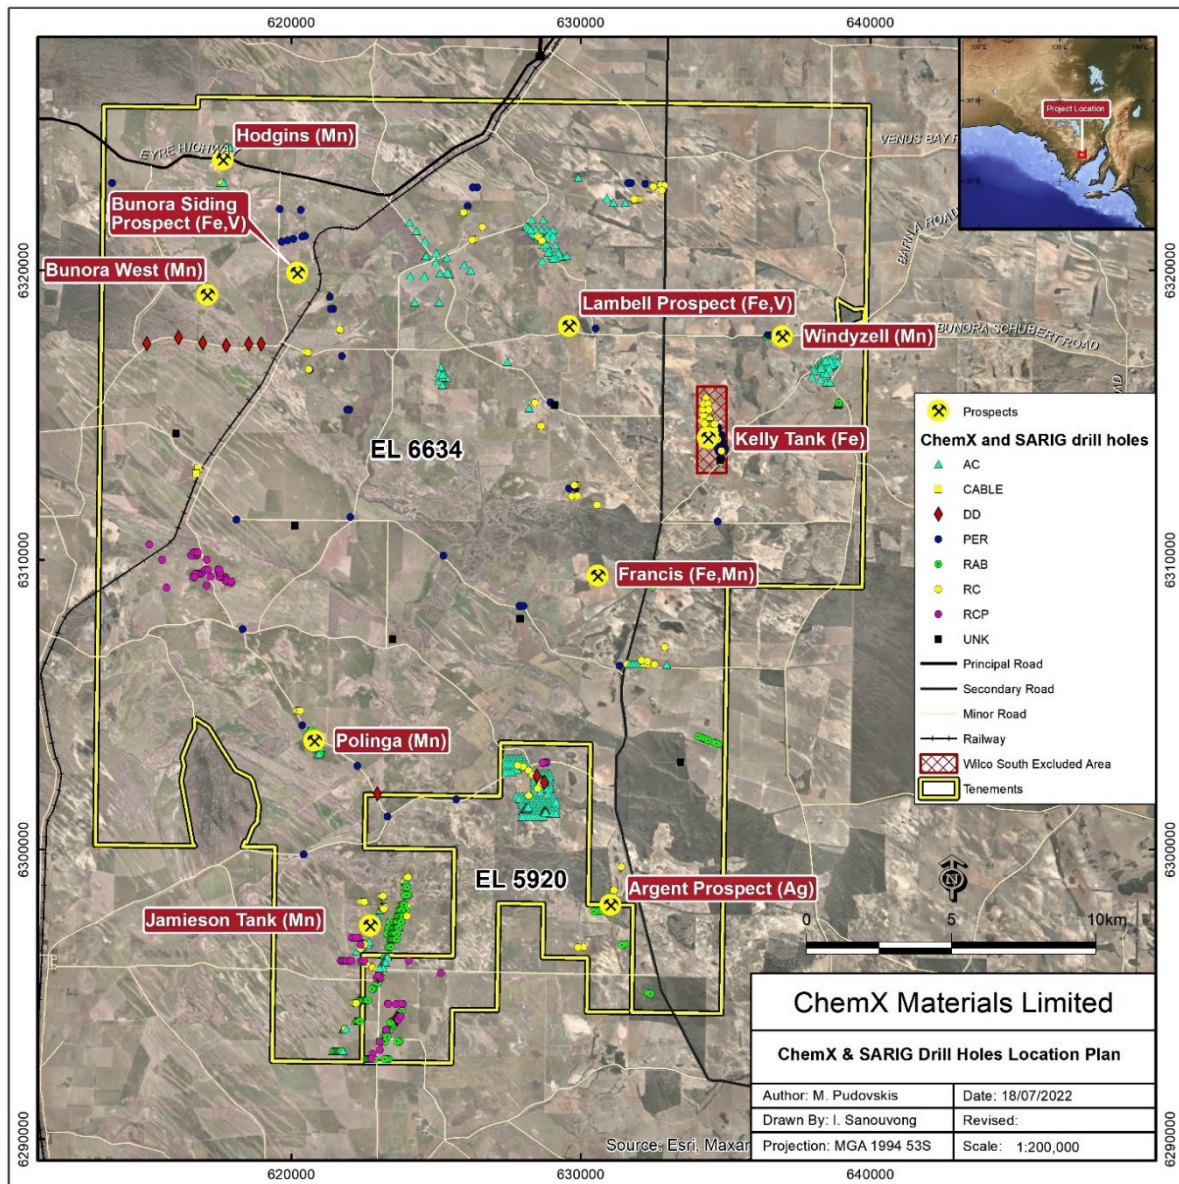 620000
630000
640000
Project Location
Hodgins (Mn)
EYRE HIGHWAY
VENUS BAY R
Bunora Siding
Prospect (Fe,V)
BARNA ROAD
6320000
6320000
Bunora West (Mn)
Lambell Prospect (Fe,V)
BUNORA SCHUBERT ROAD
Windyzell (Mn)
Prospects
ChemX and SARIG drill holes
AC
CABLE
DD
PER
RAB
RC
RCP
UNK
Principal Road
Secondary Road
Minor Road
Railway
Wilco South Excluded Area
Tenements
Kelly Tank (Fe)
EL 6634
6310000
6310000
Francis (Fe,Mn)
Polinga (Mn)
6300000
6300000
EL 5920
Argent Prospect (Ag)
N
Jamieson Tank (Mn)
0
5
10km
ChemX Materials Limited
ChemX & SARIG Drill Holes Location Plan
Author: M. Pudovskis
Date: 18/07/2022
Drawn By: I. Sanouvong
Revised:
Projection: MGA 1994 53S
Scale: 1:200,000
Source: Esri, Maxar
6290000
6290000
620000
630000
640000